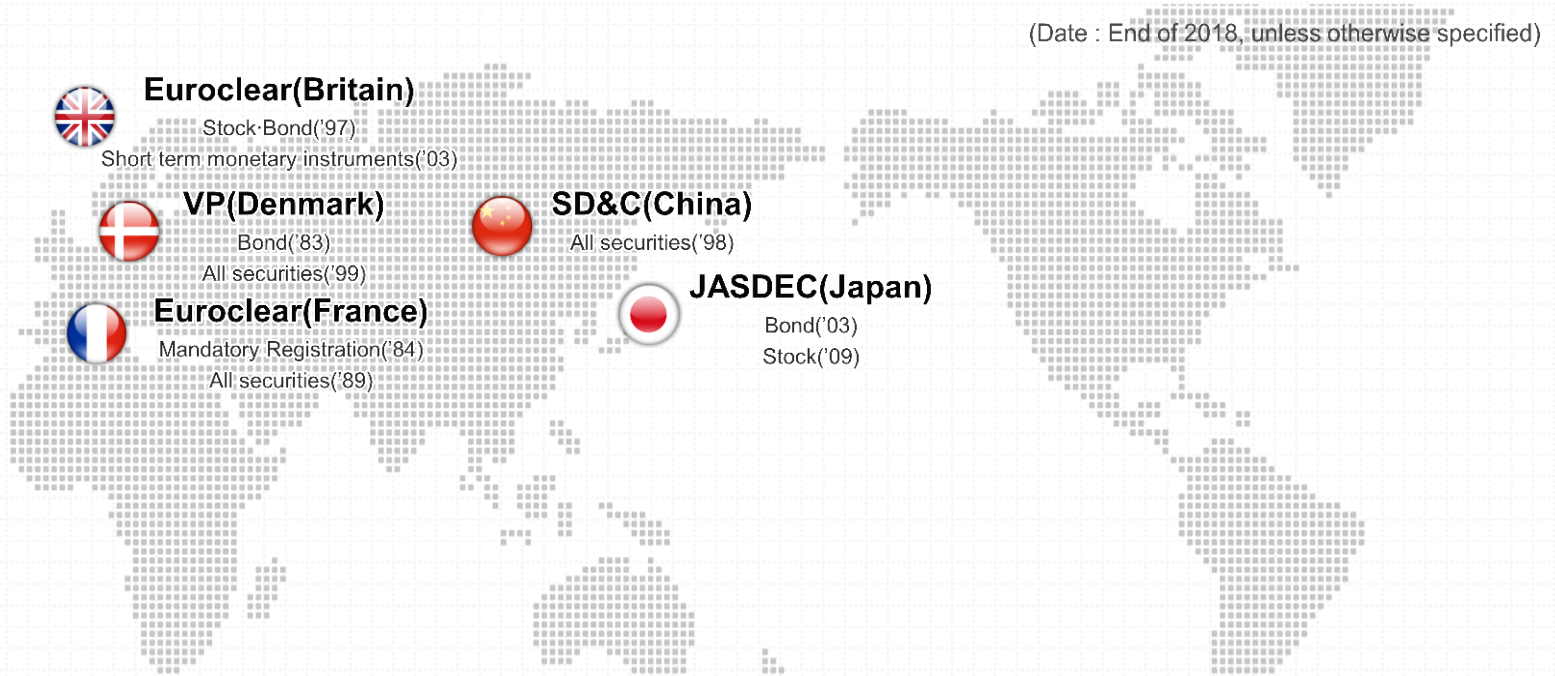 (Date : End of 2018, unless otherwise specified)
Euroclear(Britain)
Stock·Bond(’97)
Short term monetary instruments(’03)
VP(Denmark)
Bond(’83)
All securities(’99)
Euroclear(France)
Mandatory Registration(’84)
All securities(’89)
SD&C(China)
All securities(’98)
JASDEC(Japan)
Bond(’03)
Stock(’09)